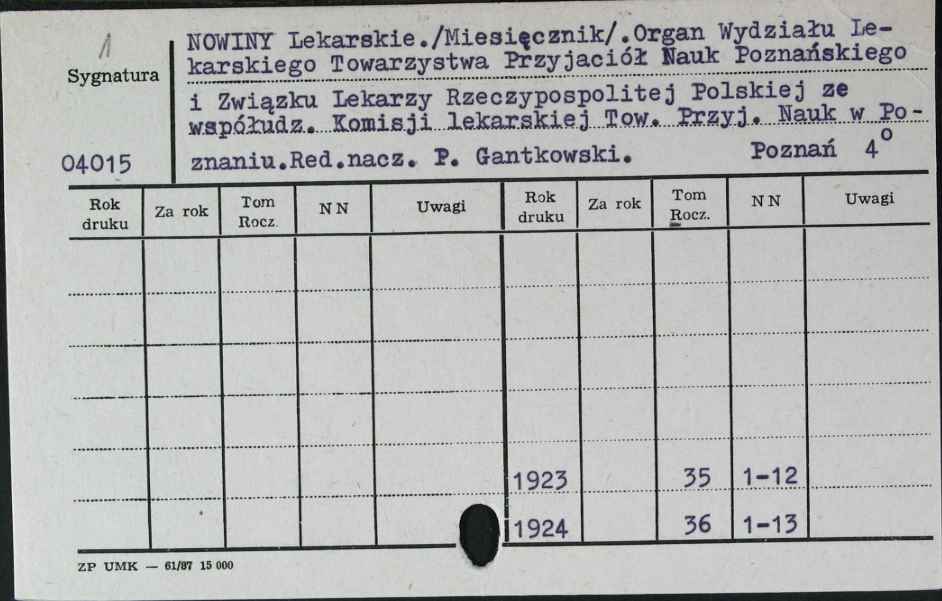 1
NOWINY Lekarskie./Miesięcznik/.Organ Wydziału Le-
Sygnatura
karskiego Towarzystwa Przyjaciół Nauk Poznańskiego
i Związku Lekarzy Rzeczypospolitej Polskiej ze
współudz. Komisji lekarskiej Tow. Przyj. Nauk w Po-
04015
znaniu.Red.nacz. P. Gantkowski. Poznań 4°
Rok druku Za rok Tom Rocz. NN Uwagi Rok druku Za rok Tom Rocz. NN Uwagi
1923 35 1-12
1924 36 1-13
ZP UMK — 61/87 15 000